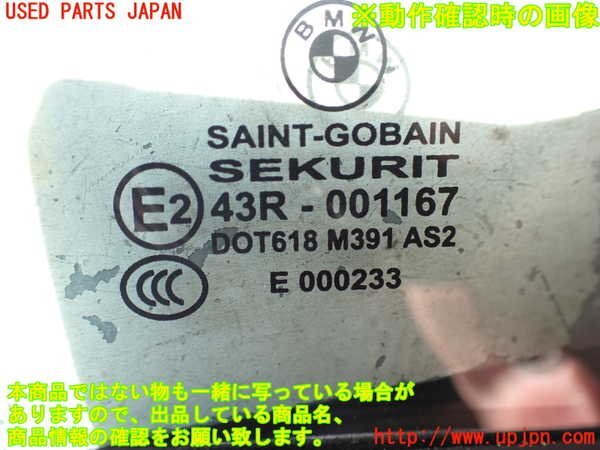 USED PARTS JAPAN
※動作確認時の画像
BMW
SAINT-GOBAIN
SEKURIT
E2
43R - 001167
DOT618 M391 AS2
CCC
E 000233
本商品ではない物も一緒に写っている場合が
ありますので、出品している商品名、
商品情報の確認をお願い致します。
http://www.upjpn.com